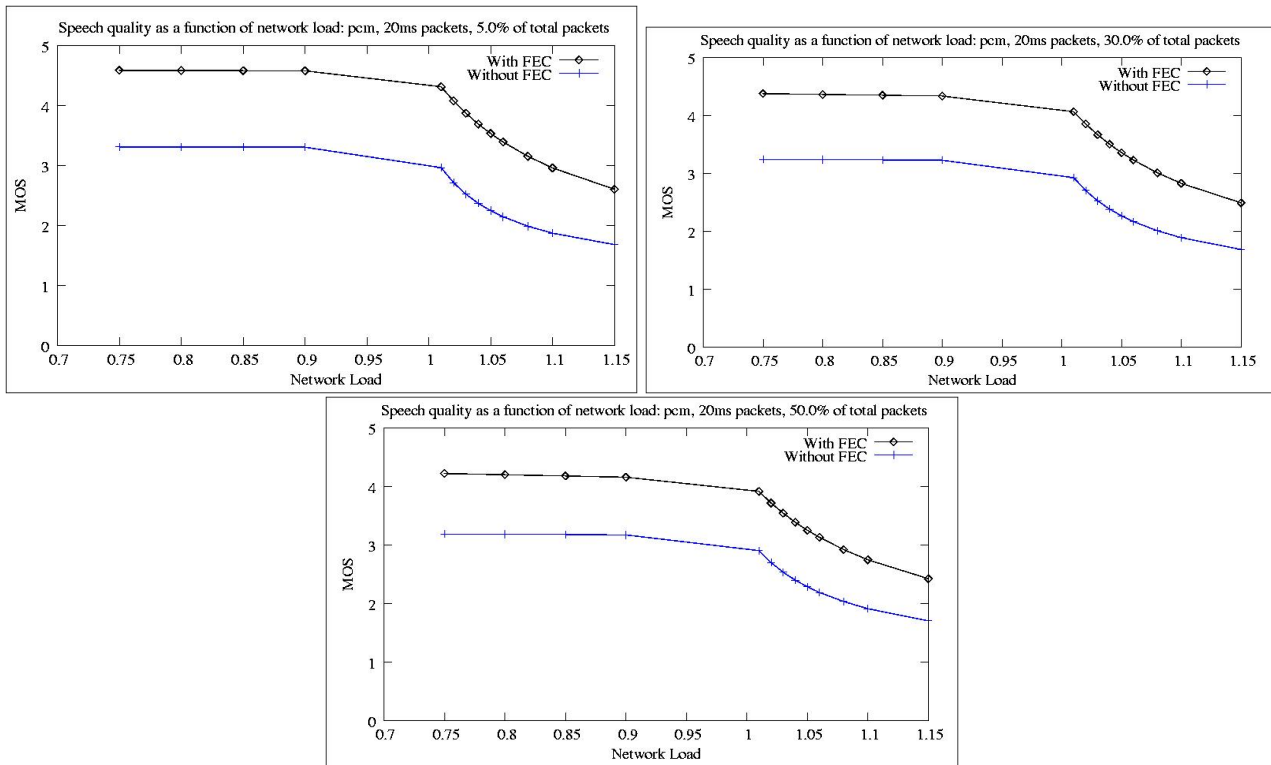 Speech quality as a function of network load: pcm, 20ms packets, 5.0% of total packets
5
4
3
2
1
0
MOS
With FEC
Without FEC
0.7 0.75 0.8 0.85 0.9 0.95 1 1.05 1.1 1.15
Network Load
Speech quality as a function of network load: pcm, 20ms packets, 30.0% of total packets
5
4
3
2
1
0
MOS
With FEC
Without FEC
0.7 0.75 0.8 0.85 0.9 0.95 1 1.05 1.1 1.15
Network Load
Speech quality as a function of network load: pcm, 20ms packets, 50.0% of total packets
5
4
3
2
1
0
MOS
With FEC
Without FEC
0.7 0.75 0.8 0.85 0.9 0.95 1 1.05 1.1 1.15
Network Load